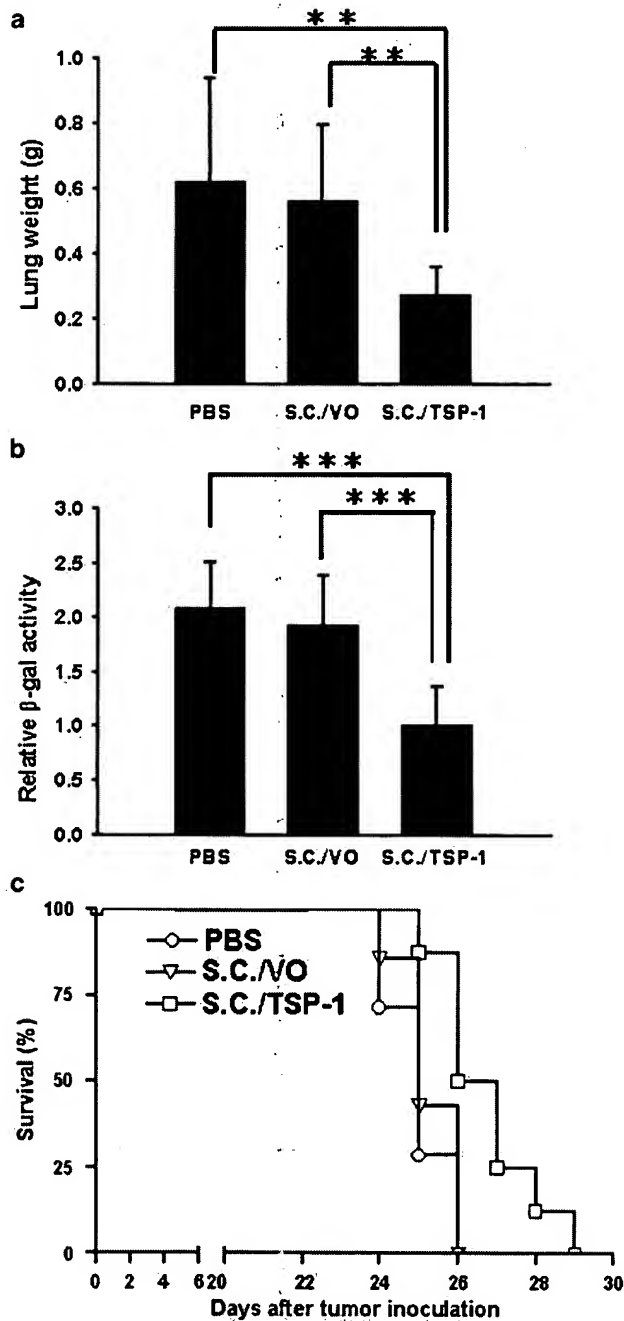 a
**
**
1.0
0.8
0.6
0.4
0.2
0.0
Lung weight (g)
PBS S.C./VO S.C./TSP-1
b
***
***
3.0
2.5
2.0
1.5
1.0
0.5
0.0
Relative β-gal activity
PBS S.C./VO S.C./TSP-1
c
100
75
50
25
0
Survival (%)
PBS
S.C./VO
S.C./TSP-1
0 2 4 6 20 22 24 26 28 30
Days after tumor inoculation